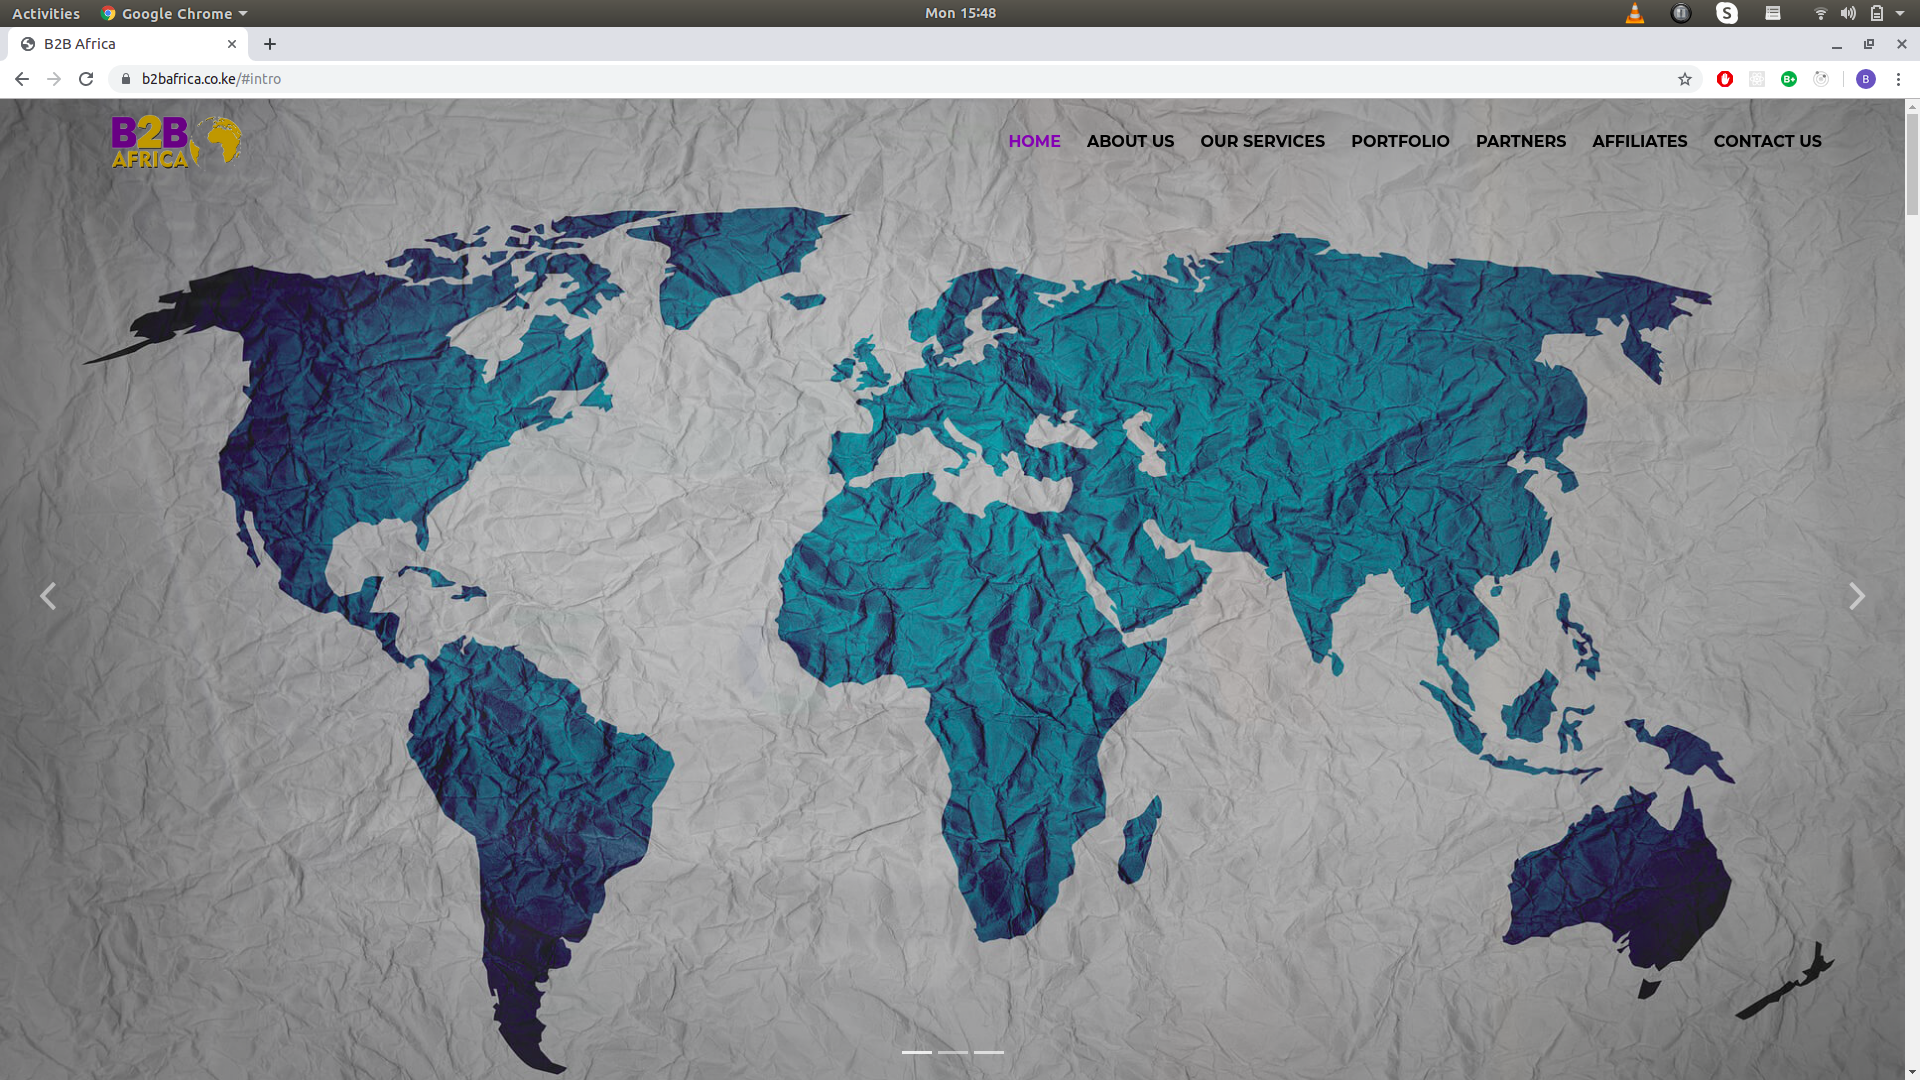 Activities Google Chrome Mon 15:48 S
B2B Africa
b2bafrica.co.ke/#intro B+ B
B2B
AFRICA
HOME ABOUT US OUR SERVICES PORTFOLIO PARTNERS AFFILIATES CONTACT US